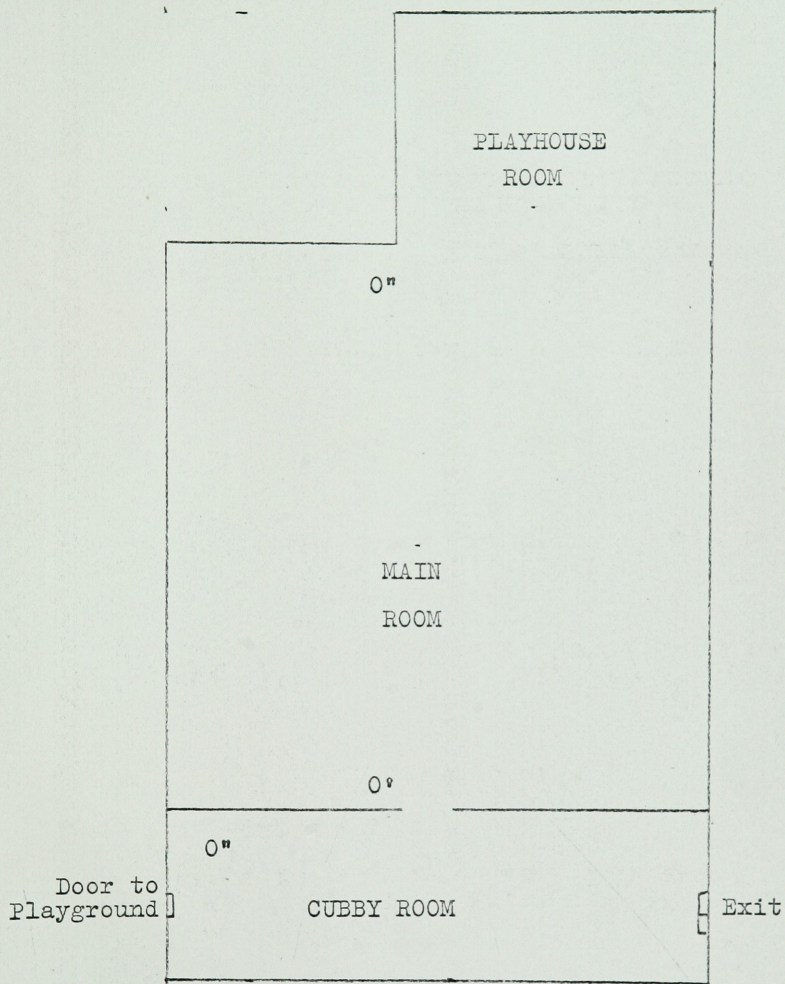 PLAYHOUSE
ROOM
O"
MAIN
ROOM
O'
O"
Door to
Playground
CUBBY ROOM
Exit